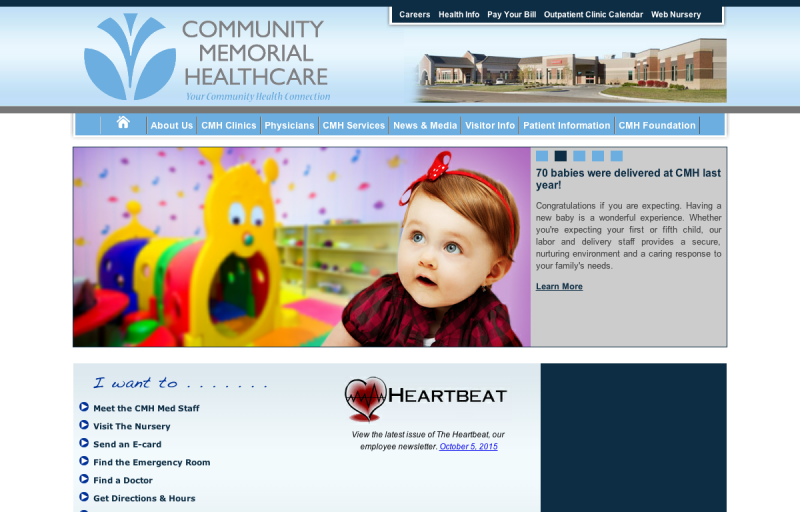 Careers Health Info Pay Your Bill Outpatient Clinic Calendar Web Nursery
COMMUNITY
MEMORIAL
HEALTHCARE
Your Community Health Connection
About Us CMH Clinics Physicians CMH Services News & Media Visitor Info Patient Information CMH Foundation
70 babies were delivered at CMH last
year!
Congratulations if you are expecting. Having a
new baby is a wonderful experience. Whether
you're expecting your first or fifth child, our
labor and delivery staff provides a secure,
nurturing environment and a caring response to
your family's needs.
Learn More
I want to . . . . . . .
Meet the CMH Med Staff
Visit The Nursery
Send an E-card
Find the Emergency Room
Find a Doctor
Get Directions & Hours
HEARTBEAT
View the latest issue of The Heartbeat, our
employee newsletter. October 5, 2015